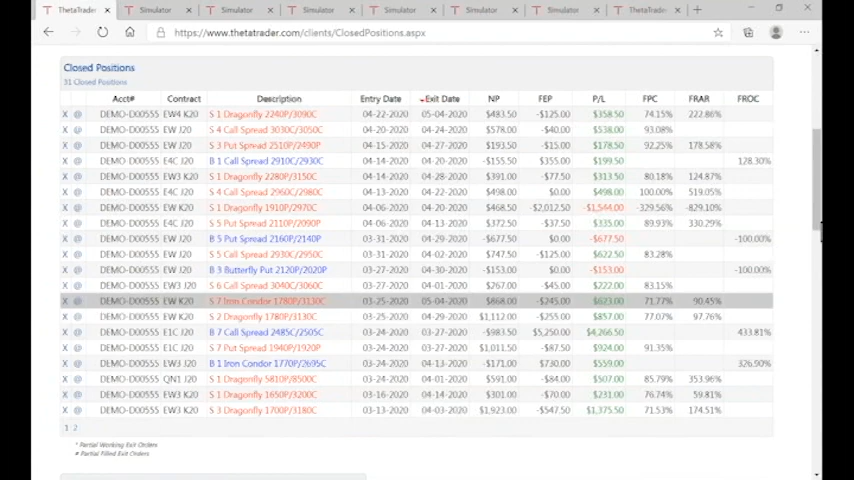 ThetaTrader Simulator Simulator Simulator Simulator Simulator Simulator ThetaTrader
https://www.thetatrader.com/clients/ClosedPositions.aspx
Closed Positions
31 Closed Positions
Acct# Contract Description Entry Date Exit Date NP FEP P/L FPC FRAR FROC
X @ DEMO-D00555 EW4 K20 S 1 Dragonfly 2240P/3090C 04-22-2020 05-04-2020 $483.50 -$125.00 $358.50 74.15% 222.86%
X @ DEMO-D00555 EW J20 S 4 Call Spread 3030C/3050C 04-20-2020 04-24-2020 $578.00 -$40.00 $538.00 93.08%
X @ DEMO-D00555 EW J20 S 3 Put Spread 2510P/2490P 04-15-2020 04-27-2020 $193.50 -$15.00 $178.50 92.25% 178.58%
X @ DEMO-D00555 E4C J20 B 1 Call Spread 2910C/2930C 04-14-2020 04-20-2020 -$155.50 $355.00 $199.50 128.30%
X @ DEMO-D00555 EW3 K20 S 1 Dragonfly 2280P/3150C 04-14-2020 04-28-2020 $391.00 -$77.50 $313.50 80.18% 124.87%
X @ DEMO-D00555 E4C J20 S 4 Call Spread 2960C/2980C 04-13-2020 04-22-2020 $498.00 $0.00 $498.00 100.00% 519.05%
X @ DEMO-D00555 EW K20 S 1 Dragonfly 1910P/2970C 04-06-2020 04-20-2020 $468.50 -$2,012.50 -$1,544.00 -329.56% -829.10%
X @ DEMO-D00555 E4C J20 S 5 Put Spread 2110P/2090P 04-06-2020 04-13-2020 $372.50 -$37.50 $335.00 89.93% 330.29%
X @ DEMO-D00555 EW J20 B 5 Put Spread 2160P/2140P 03-31-2020 04-29-2020 -$677.50 $0.00 -$677.50 -100.00%
X @ DEMO-D00555 EW J20 S 5 Call Spread 2930C/2950C 03-31-2020 04-02-2020 $747.50 -$125.00 $622.50 83.28%
X @ DEMO-D00555 EW J20 B 3 Butterfly Put 2120P/2020P 03-27-2020 04-30-2020 -$153.00 $0.00 -$153.00 -100.00%
X @ DEMO-D00555 EW3 J20 S 6 Call Spread 3040C/3060C 03-27-2020 04-01-2020 $267.00 -$45.00 $222.00 83.15%
X @ DEMO-D00555 EW K20 S 7 Iron Condor 1780P/3130C 03-25-2020 05-04-2020 $868.00 -$245.00 $623.00 71.77% 90.45%
X @ DEMO-D00555 EW K20 S 2 Dragonfly 1780P/3130C 03-25-2020 04-29-2020 $1,112.00 -$255.00 $857.00 77.07% 97.76%
X @ DEMO-D00555 E1C J20 B 7 Call Spread 2485C/2505C 03-24-2020 03-27-2020 -$983.50 $5,250.00 $4,266.50 433.81%
X @ DEMO-D00555 E1C J20 S 7 Put Spread 1940P/1920P 03-24-2020 03-27-2020 $1,011.50 -$87.50 $924.00 91.35%
X @ DEMO-D00555 EW3 J20 B 1 Iron Condor 1770P/2695C 03-24-2020 04-13-2020 -$171.00 $730.00 $559.00 326.90%
X @ DEMO-D00555 QN1 J20 S 1 Dragonfly 5810P/8500C 03-24-2020 04-01-2020 $591.00 -$84.00 $507.00 85.79% 353.96%
X @ DEMO-D00555 EW3 K20 S 1 Dragonfly 1650P/3200C 03-16-2020 04-14-2020 $301.00 -$70.00 $231.00 76.74% 59.81%
X @ DEMO-D00555 EW3 K20 S 3 Dragonfly 1700P/3180C 03-13-2020 04-03-2020 $1,923.00 -$547.50 $1,375.50 71.53% 174.51%
1 2
* Partial Working Exit Orders
# Partial Filled Exit Orders